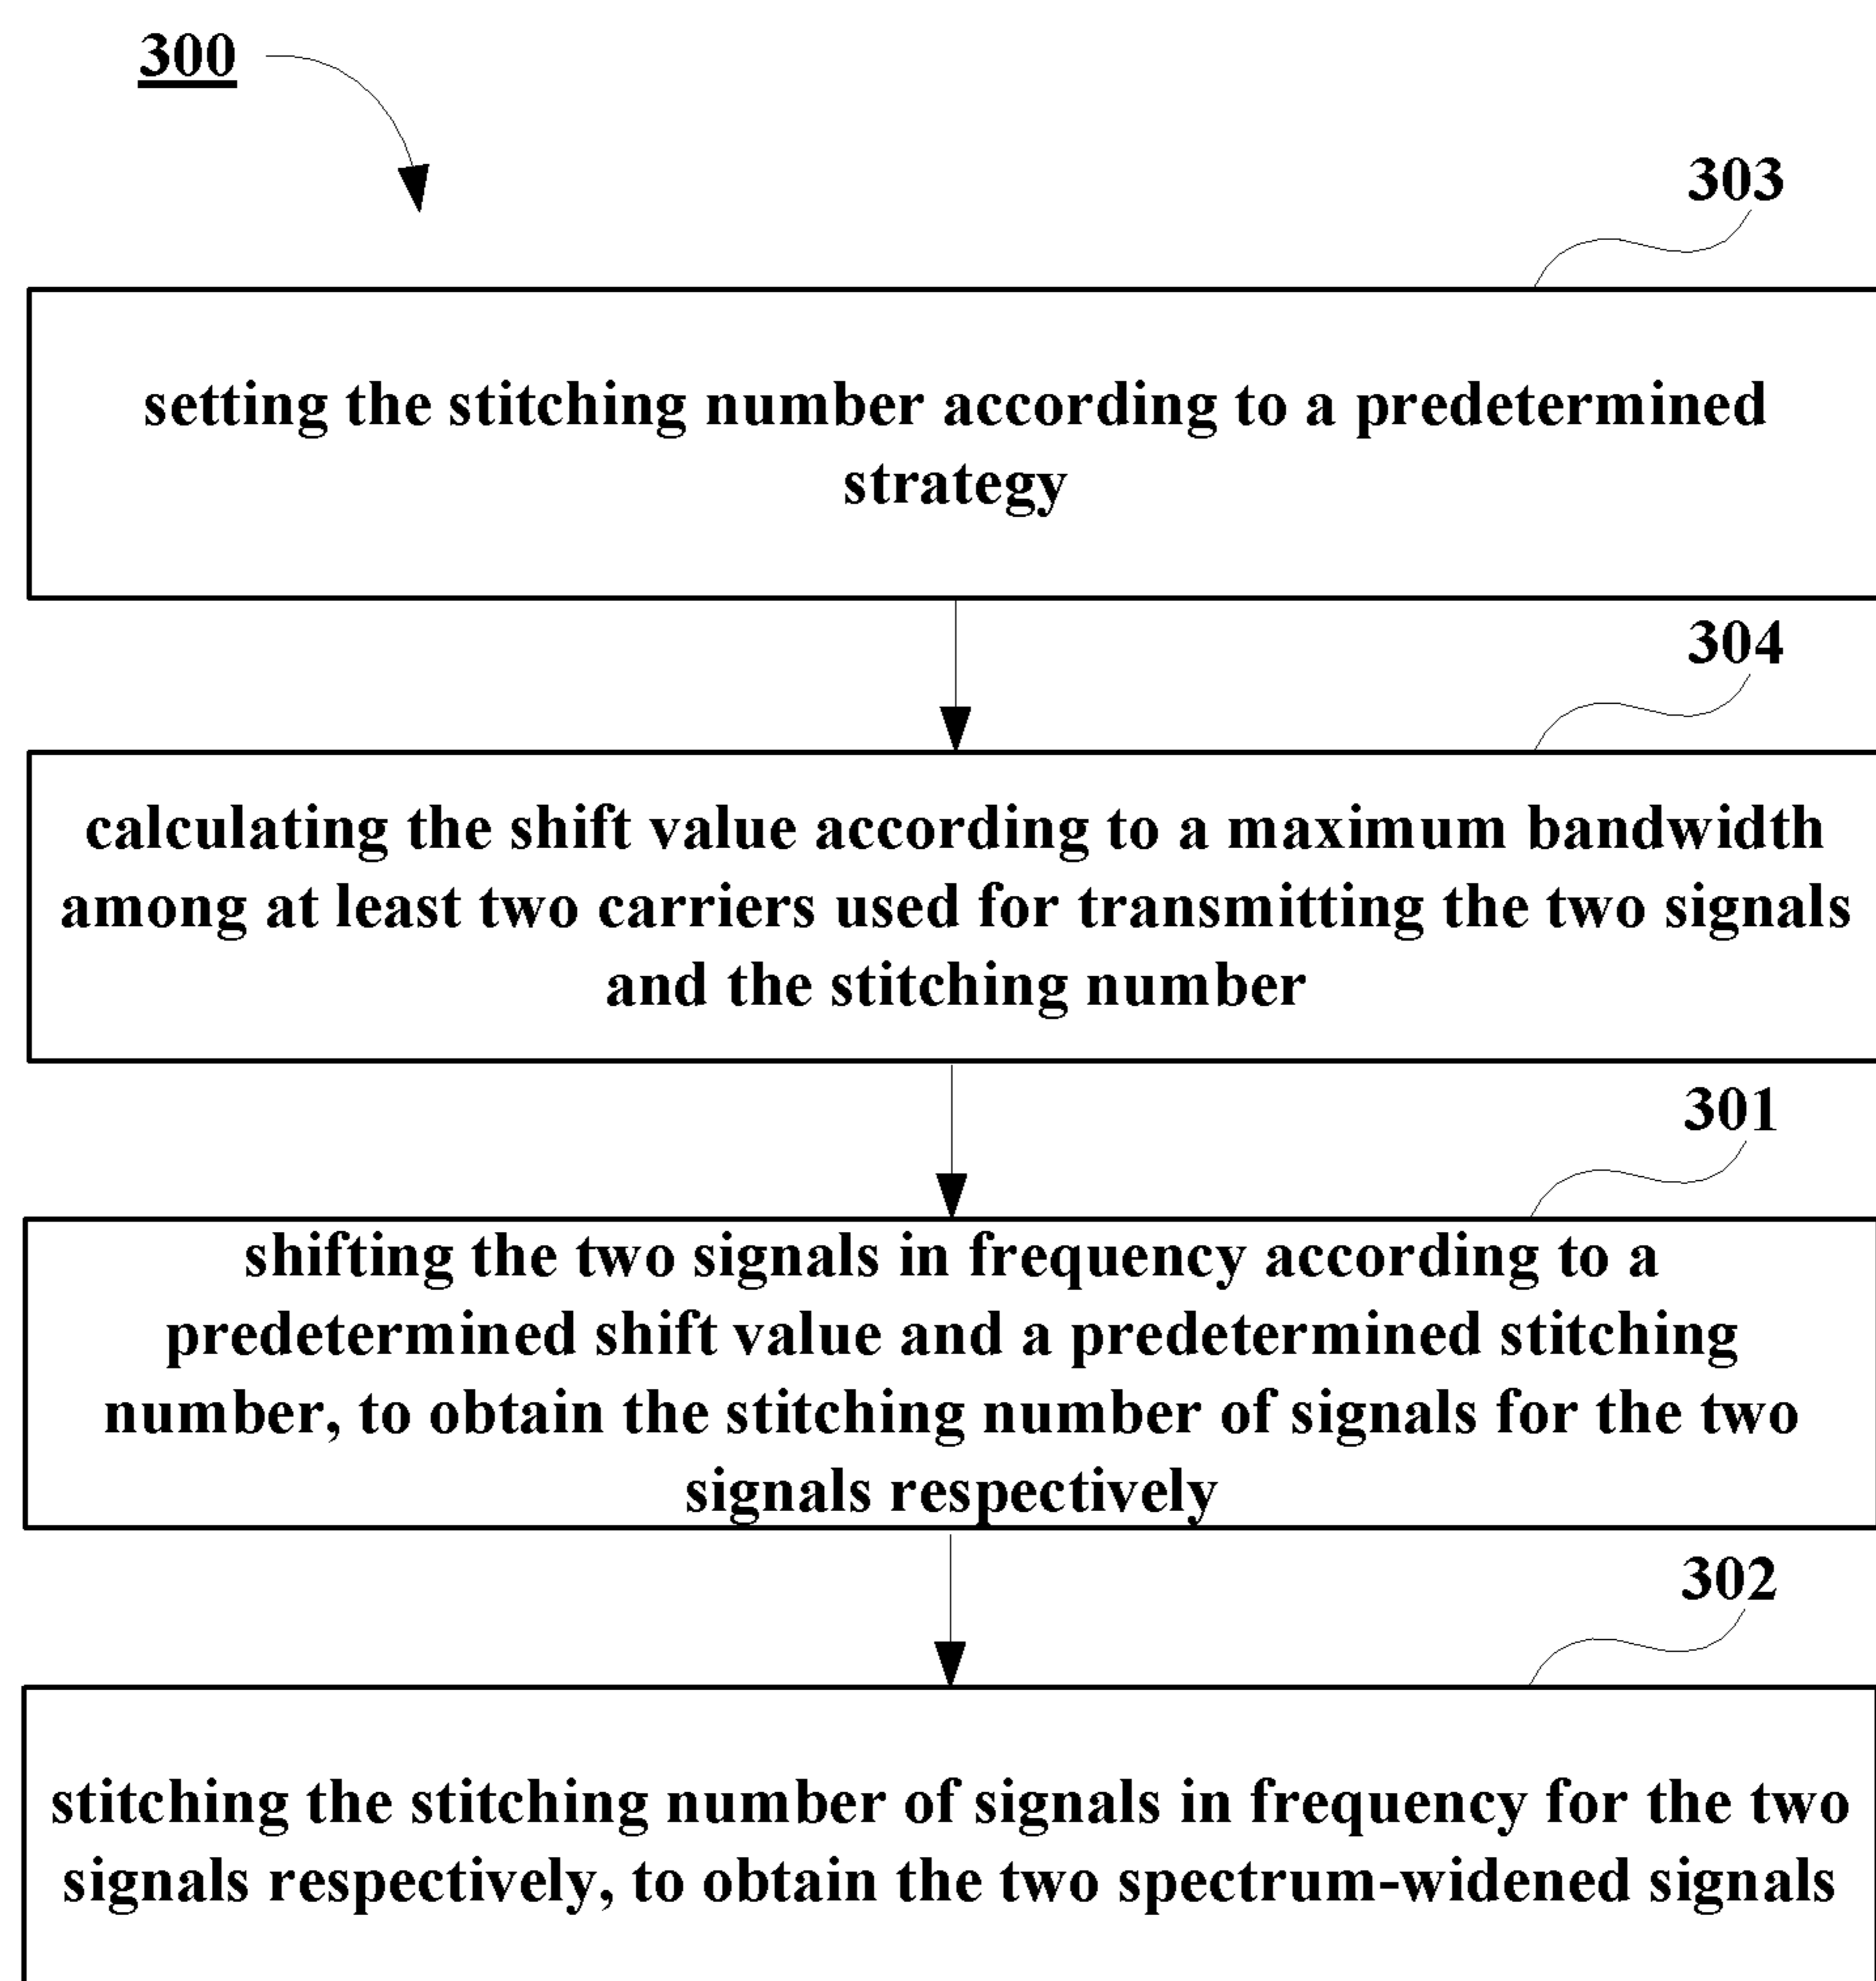 300
303
setting the stitching number according to a predetermined
strategy
304
calculating the shift value according to a maximum bandwidth
among at least two carriers used for transmitting the two signals
and the stitching number
301
shifting the two signals in frequency according to a
predetermined shift value and a predetermined stitching
number, to obtain the stitching number of signals for the two
signals respectively
302
stitching the stitching number of signals in frequency for the two
signals respectively, to obtain the two spectrum-widened signals